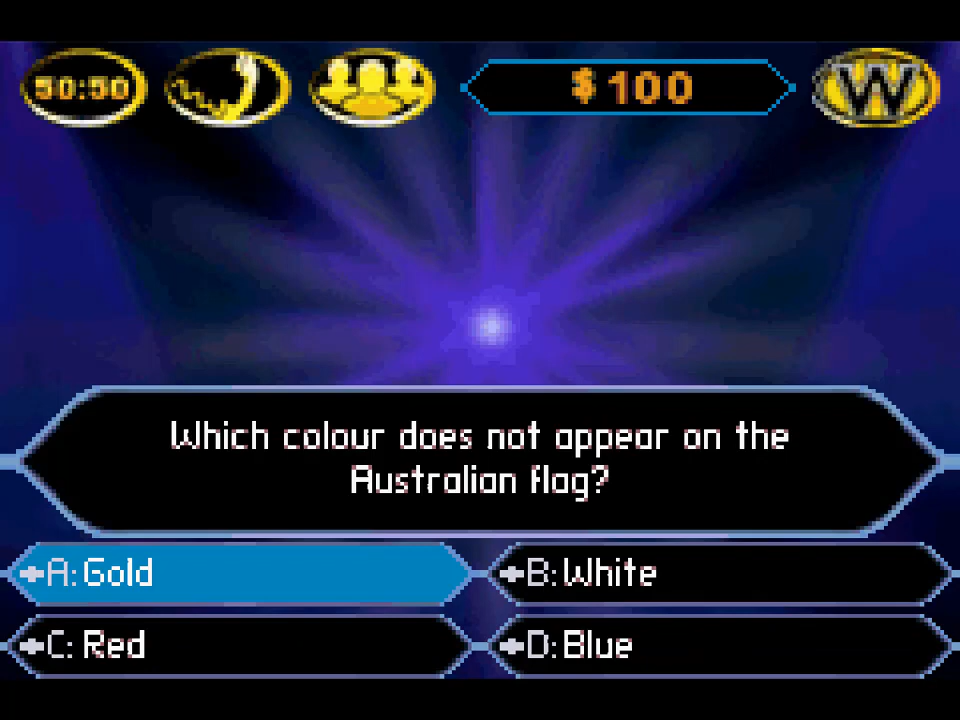 50:50
$100
W
Which colour does not appear on the
Australian flag?
A: Gold
B: White
C: Red
D: Blue